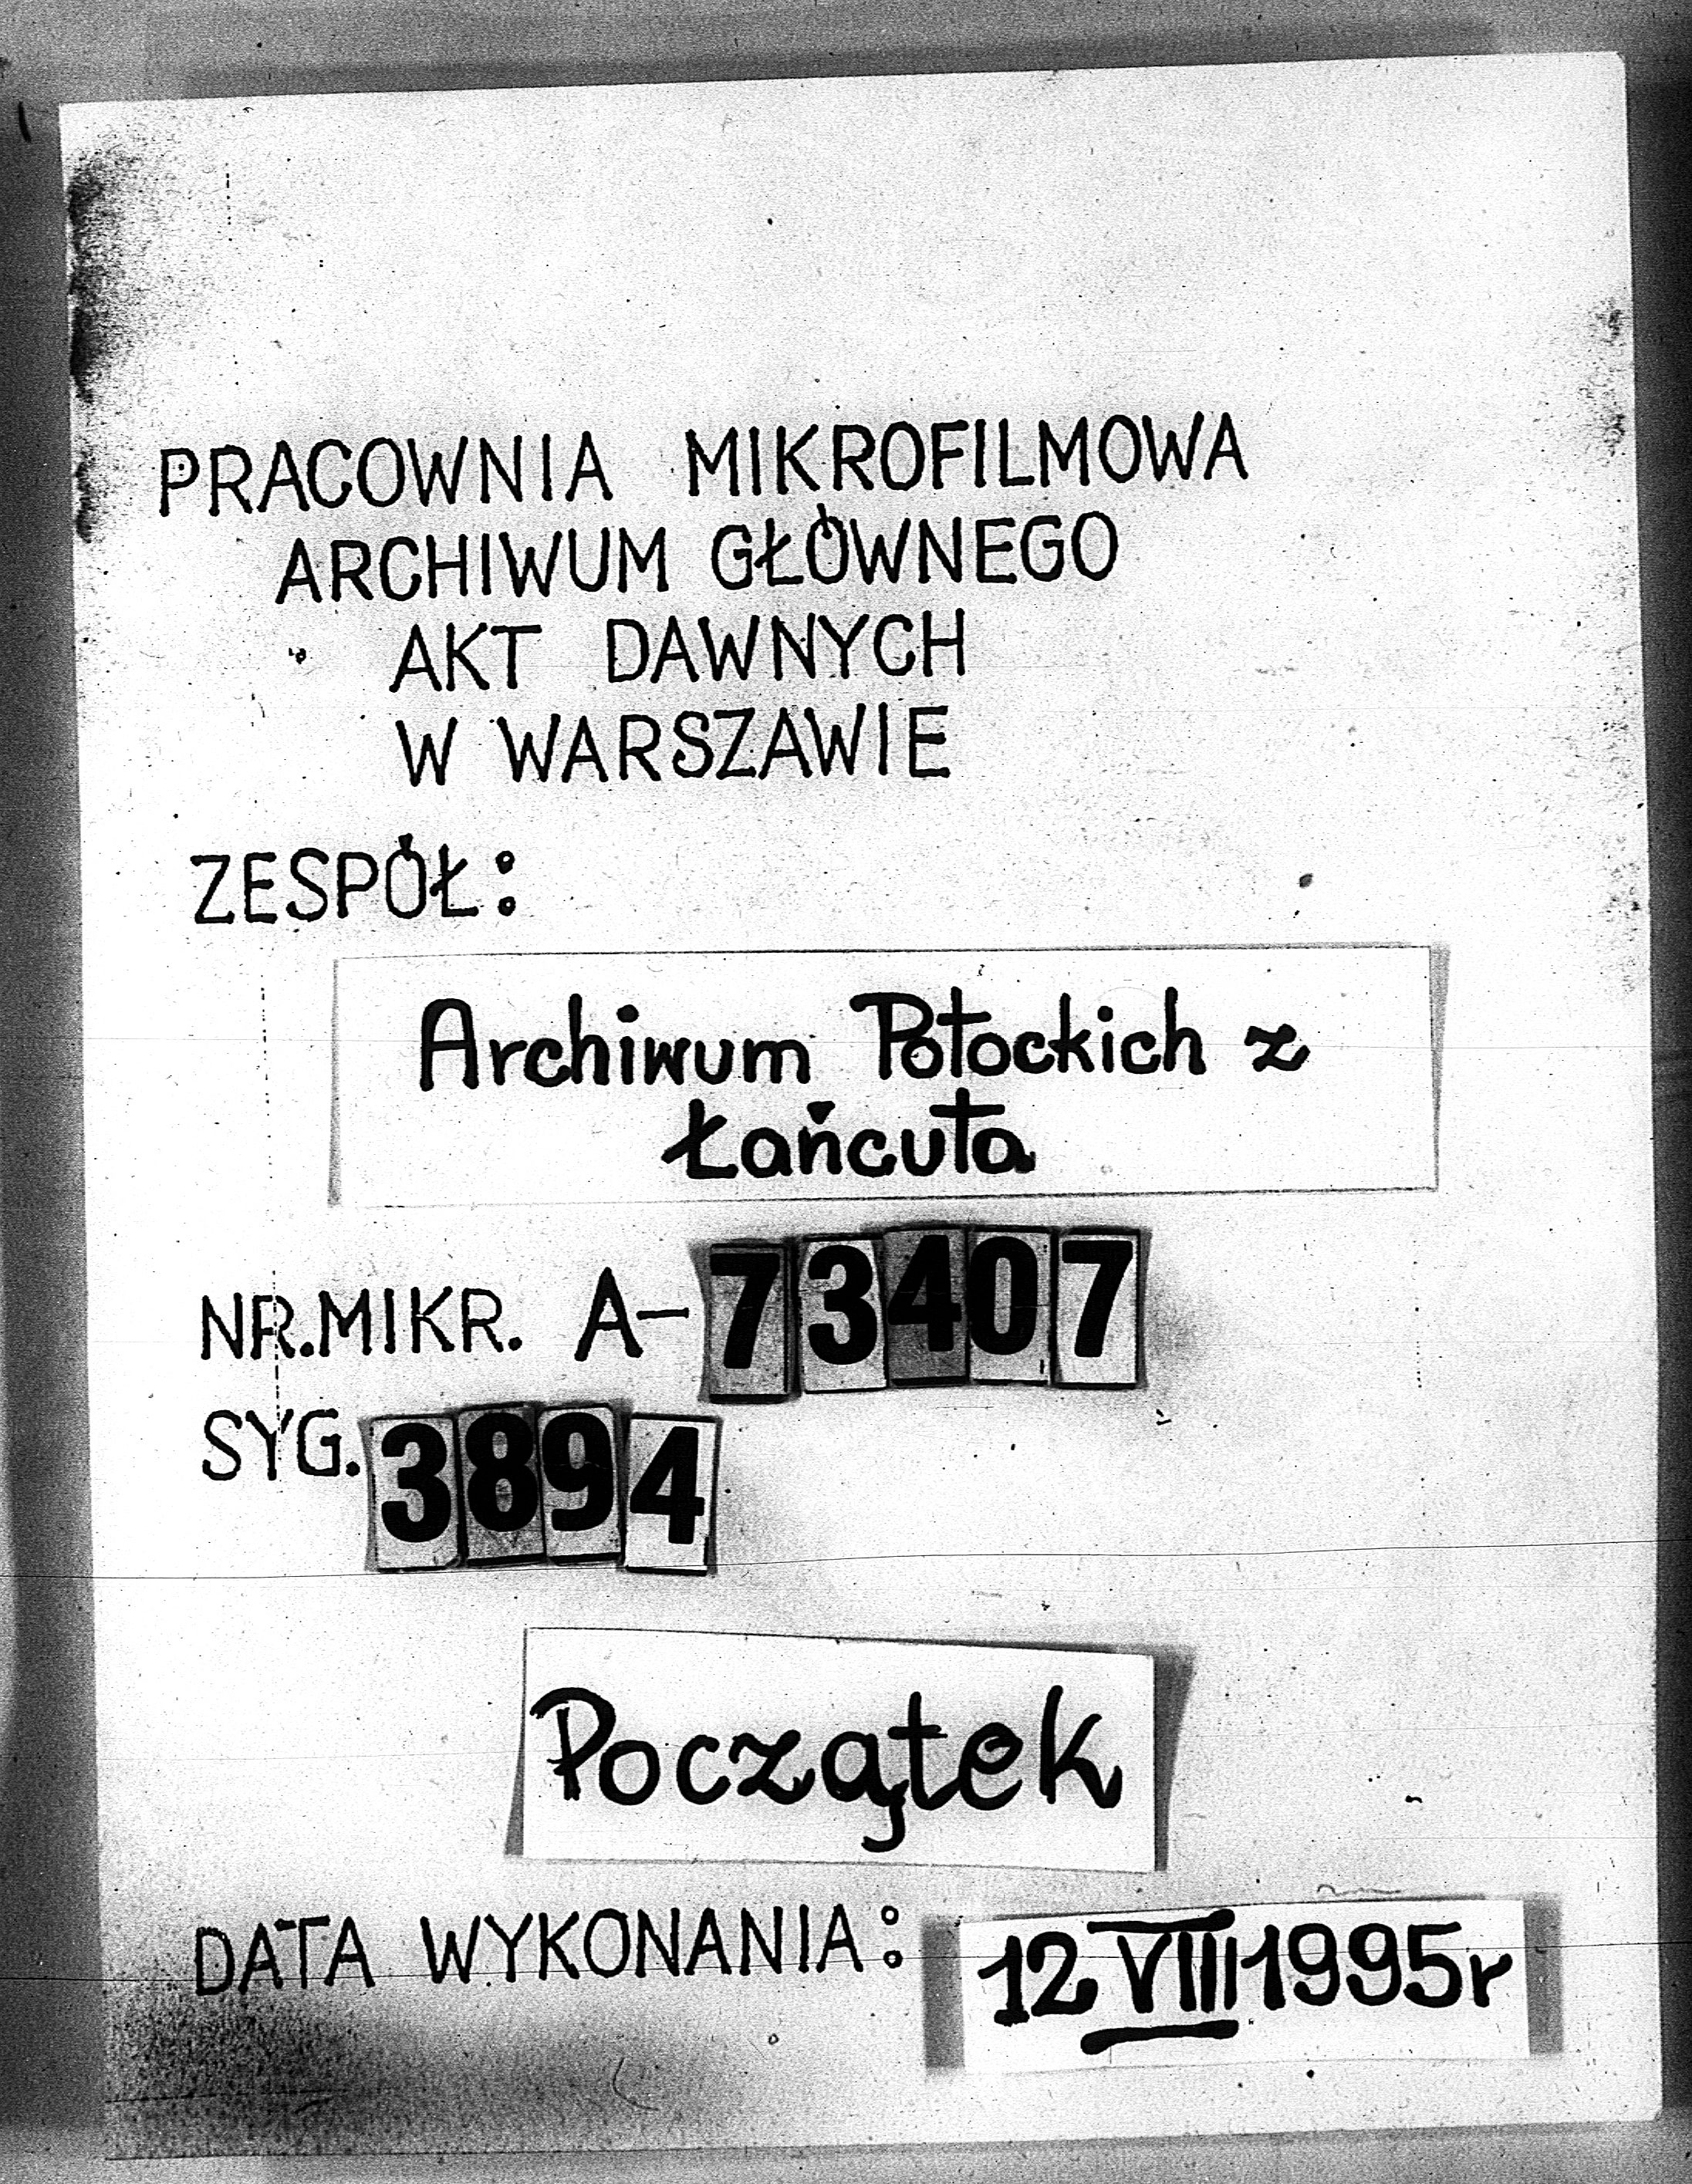 PRACOWNIA MIKROFILMOWA
ARCHIWUM GŁÓWNEGO
AKT DAWNYCH
W WARSZAWIE
ZESPÓŁ:
Archiwum Potockich z
Łańcuta
NR.MIKR. A-73407
SYG. 3894
Początek
DATA WYKONANIA: 12 VIII 1995r